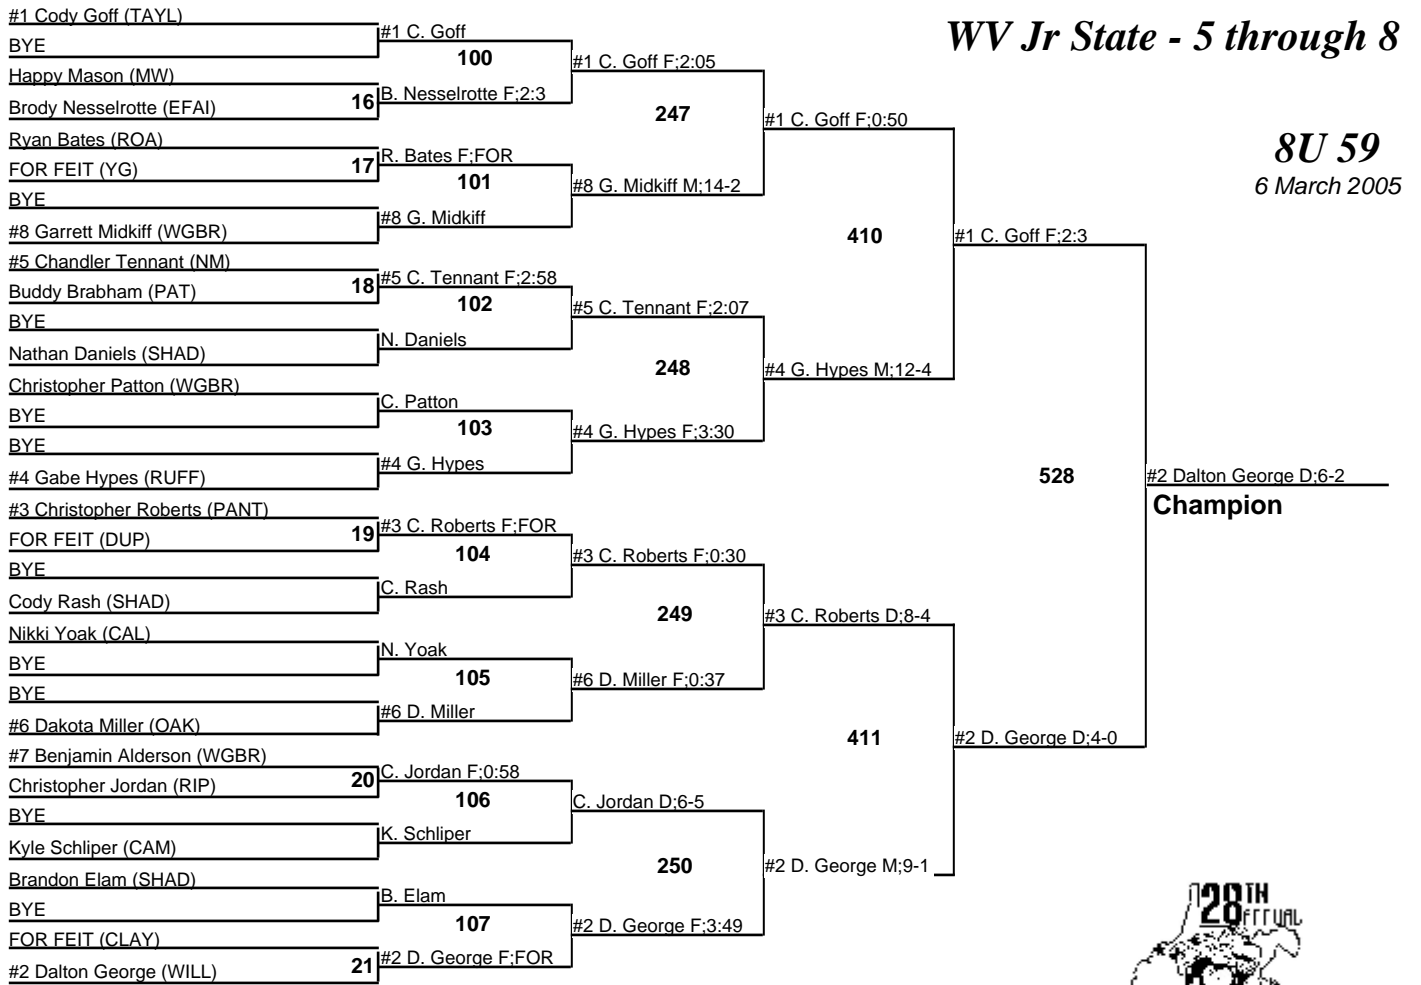 WV Jr State - 5 through 8
8U 59
6 March 2005
#1 Cody Goff (TAYL)
BYE
Happy Mason (MW)
Brody Nesselrotte (EFAI)
Ryan Bates (ROA)
FOR FEIT (YG)
BYE
#8 Garrett Midkiff (WGBR)
#5 Chandler Tennant (NM)
Buddy Brabham (PAT)
BYE
Nathan Daniels (SHAD)
Christopher Patton (WGBR)
BYE
BYE
#4 Gabe Hypes (RUFF)
#3 Christopher Roberts (PANT)
FOR FEIT (DUP)
BYE
Cody Rash (SHAD)
Nikki Yoak (CAL)
BYE
BYE
#6 Dakota Miller (OAK)
#7 Benjamin Alderson (WGBR)
Christopher Jordan (RIP)
BYE
Kyle Schliper (CAM)
Brandon Elam (SHAD)
BYE
FOR FEIT (CLAY)
#2 Dalton George (WILL)
16
17
18
19
20
21
#1 C. Goff
100
B. Nesselrotte F;2:3
R. Bates F;FOR
101
#8 G. Midkiff
#5 C. Tennant F;2:58
102
N. Daniels
C. Patton
103
#4 G. Hypes
#3 C. Roberts F;FOR
104
C. Rash
N. Yoak
105
#6 D. Miller
C. Jordan F;0:58
106
K. Schliper
B. Elam
107
#2 D. George F;FOR
#1 C. Goff F;2:05
247
#8 G. Midkiff M;14-2
#5 C. Tennant F;2:07
248
#4 G. Hypes F;3:30
#3 C. Roberts F;0:30
249
#6 D. Miller F;0:37
C. Jordan D;6-5
250
#2 D. George F;3:49
#1 C. Goff F;0:50
410
#4 G. Hypes M;12-4
#3 C. Roberts D;8-4
411
#2 D. George M;9-1
#1 C. Goff F;2:3
528
#2 D. George D;4-0
#2 Dalton George D;6-2
Champion
28TH